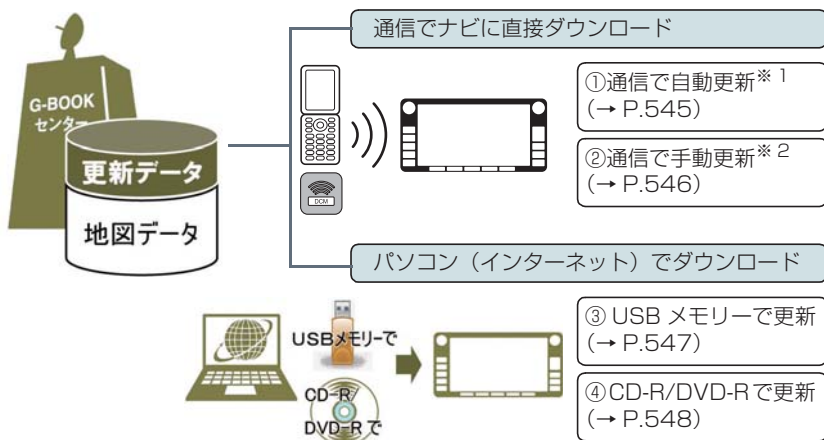 通信でナビに直接ダウンロード
G-BOOK
センター
更新データ
地図データ
DCM
①通信で自動更新※1
(→ P.545)
②通信で手動更新※2
(→ P.546)
パソコン（インターネット）でダウンロード
USBメモリーで
CD-R/
DVD-Rで
③ USB メモリーで更新
(→ P.547)
④CD-R/DVD-Rで更新
(→ P.548)